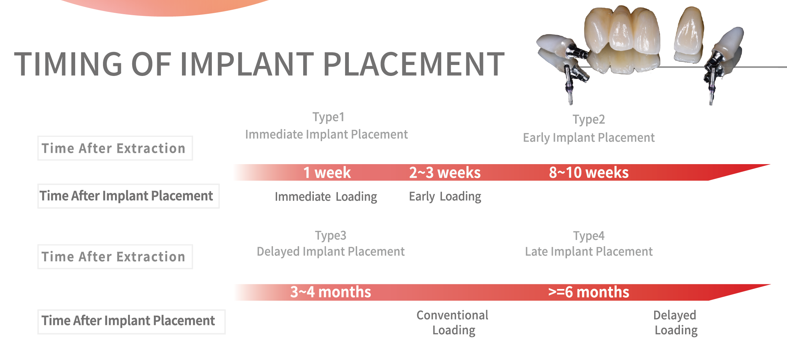 TIMING OF IMPLANT PLACEMENT
Type1
Immediate Implant Placement
Type2
Early Implant Placement
Time After Extraction
1 week
2~3 weeks
8~10 weeks
Time After Implant Placement
Immediate Loading
Early Loading
Type3
Delayed Implant Placement
Type4
Late Implant Placement
Time After Extraction
3~4 months
>=6 months
Time After Implant Placement
Conventional
Loading
Delayed
Loading